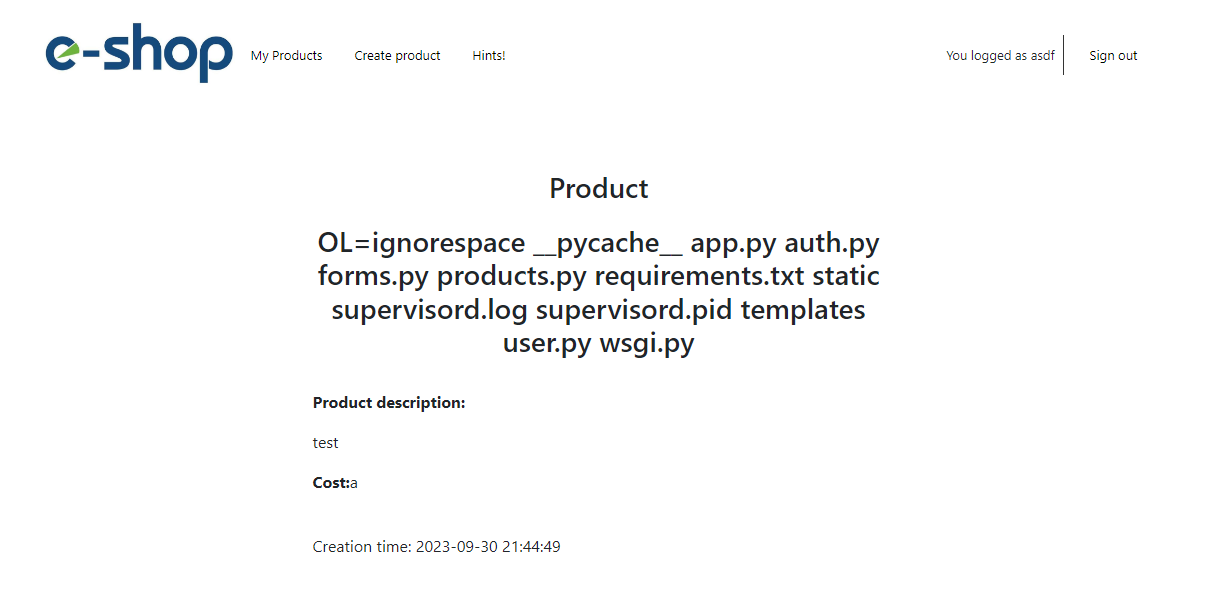 e-shop My Products Create product Hints! You logged as asdf Sign out
Product
OL=ignorespace __pycache__ app.py auth.py
forms.py products.py requirements.txt static
supervisord.log supervisord.pid templates
user.py wsgi.py
Product description:
test
Cost:a
Creation time: 2023-09-30 21:44:49